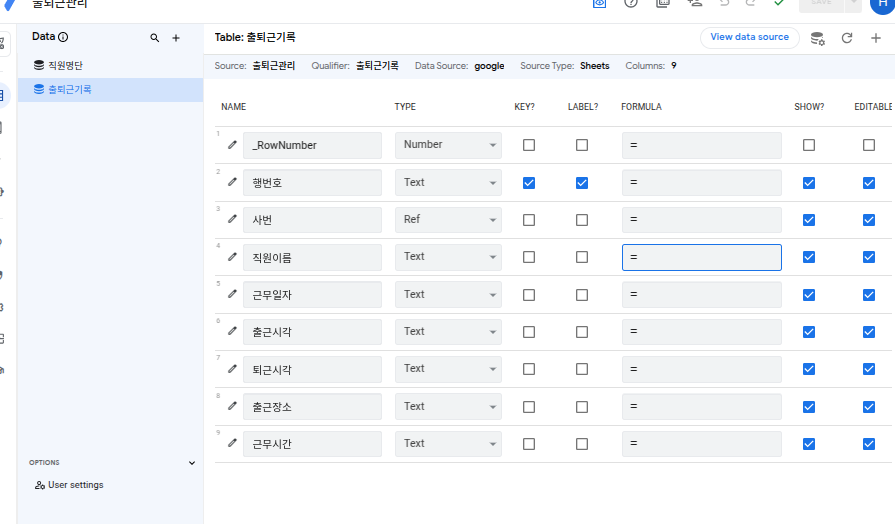 출퇴근관리
H
Data
직원명단
출퇴근기록
OPTIONS
User settings
Table: 출퇴근기록
View data source
Source: 출퇴근관리 Qualifier: 출퇴근기록 Data Source: google Source Type: Sheets Columns: 9
NAME TYPE KEY? LABEL? FORMULA SHOW? EDITABLE
1 _RowNumber Number =
2 행번호 Text =
3 사번 Ref =
4 직원이름 Text =
5 근무일자 Text =
6 출근시각 Text =
7 퇴근시각 Text =
8 출근장소 Text =
9 근무시간 Text =